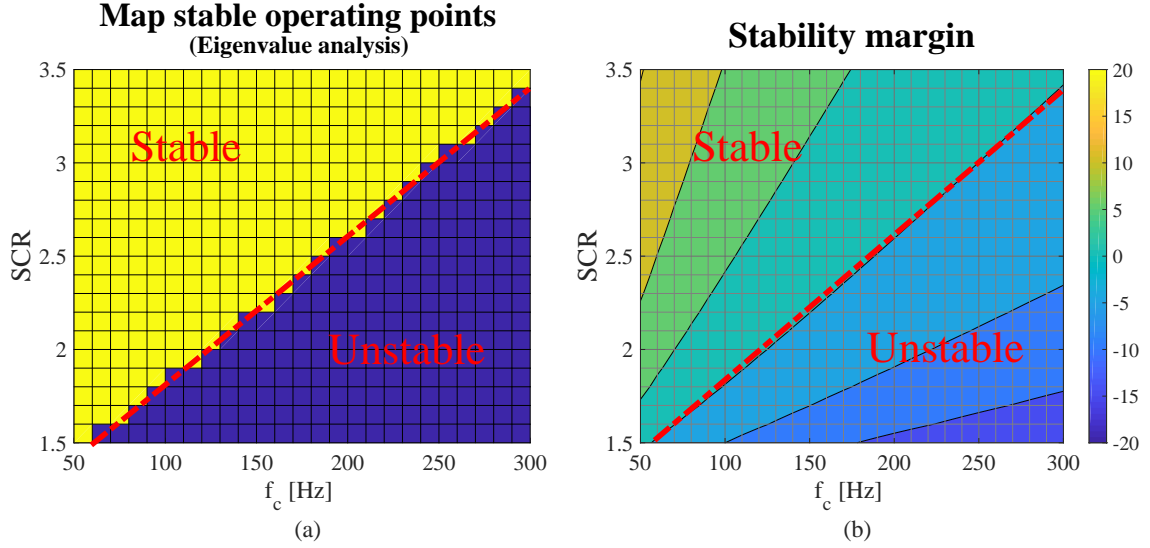 Map stable operating points
(Eigenvalue analysis)
3.5
3
2.5
2
1.5
SCR
Stable
Unstable
50 100 150 200 250 300
f_c [Hz]
(a)
Stability margin
3.5
3
2.5
2
1.5
SCR
Stable
Unstable
50 100 150 200 250 300
f_c [Hz]
(b)
20
15
10
5
0
-5
-10
-15
-20